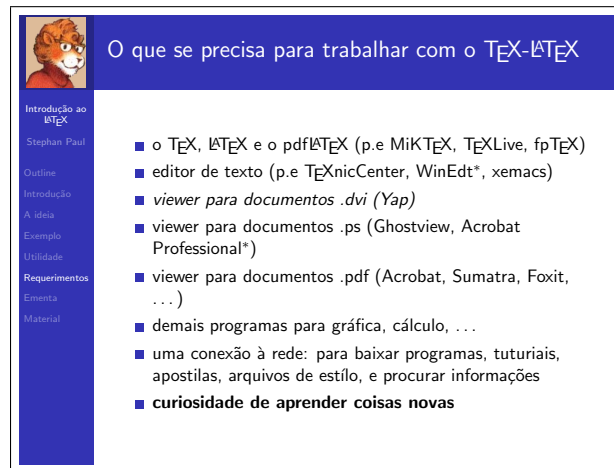 O que se precisa para trabalhar com o TEX-LATEX
Introdução ao
LATEX
Stephan Paul
Outline
Introdução
A ideia
Exemplo
Utilidade
Requerimentos
Ementa
Material
o TEX, LATEX e o pdfLATEX (p.e MiKTEX, TEXLive, fpTEX)
editor de texto (p.e TEXnicCenter, WinEdt*, xemacs)
viewer para documentos .dvi (Yap)
viewer para documentos .ps (Ghostview, Acrobat
Professional*)
viewer para documentos .pdf (Acrobat, Sumatra, Foxit,
...)
demais programas para gráfica, cálculo, ...
uma conexão à rede: para baixar programas, tuturiais,
apostilas, arquivos de estílo, e procurar informações
curiosidade de aprender coisas novas